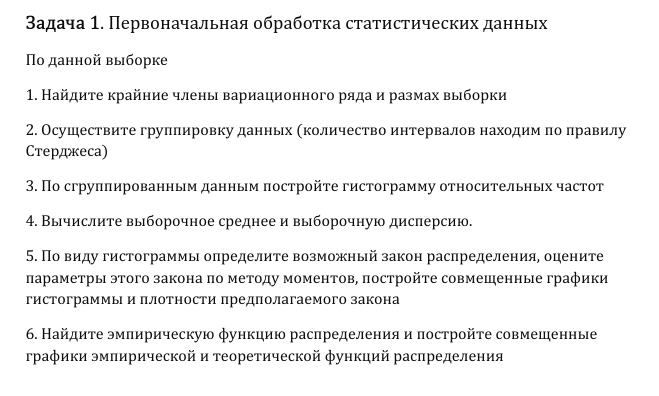 Задача 1. Первоначальная обработка статистических данных
По данной выборке
1. Найдите крайние члены вариационного ряда и размах выборки
2. Осуществите группировку данных (количество интервалов находим по правилу
Стерджеса)
3. По сгруппированным данным постройте гистограмму относительных частот
4. Вычислите выборочное среднее и выборочную дисперсию.
5. По виду гистограммы определите возможный закон распределения, оцените
параметры этого закона по методу моментов, постройте совмещенные графики
гистограммы и плотности предполагаемого закона
6. Найдите эмпирическую функцию распределения и постройте совмещенные
графики эмпирической и теоретической функций распределения